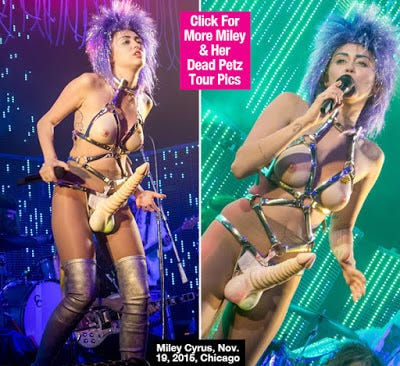 Click For
More Miley
& Her
Dead Petz
Tour Pics
Miley Cyrus, Nov.
19, 2015, Chicago